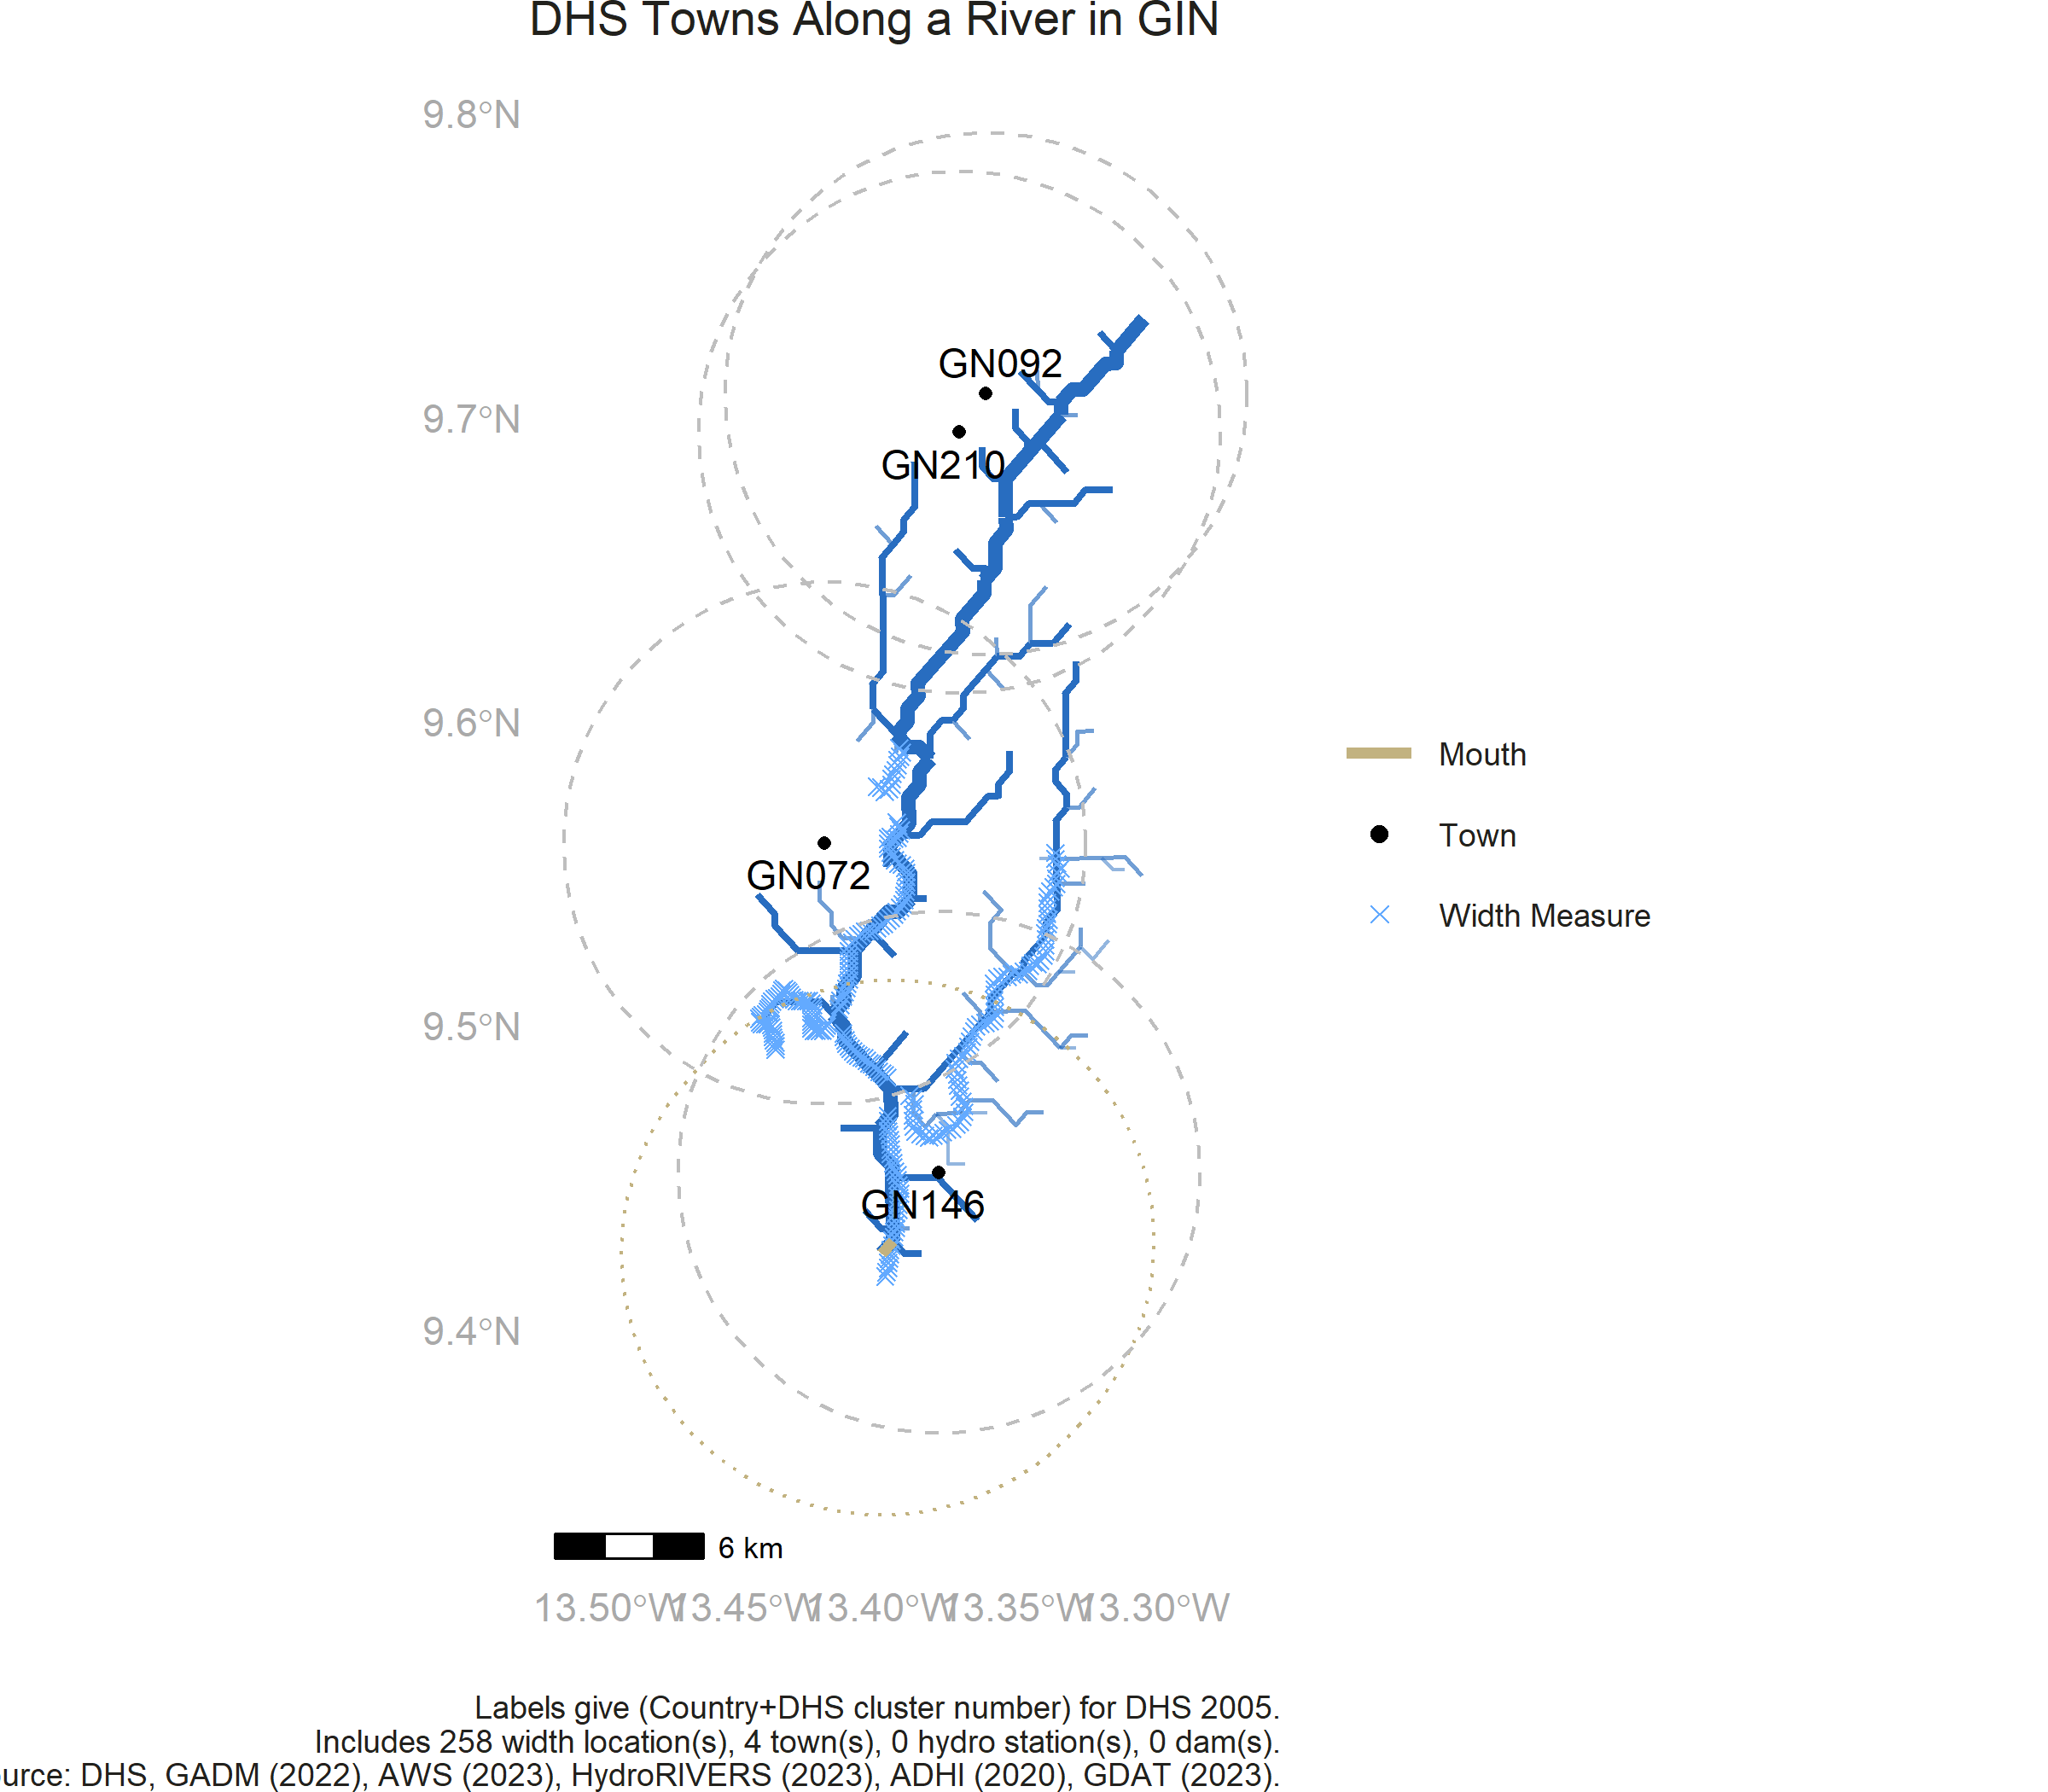 DHS Towns Along a River in GIN
9.8°N
9.7°N
9.6°N
9.5°N
9.4°N
GN092
GN210
GN072
GN146
Mouth
Town
Width Measure
6 km
13.50°W
13.45°W
13.40°W
13.35°W
13.30°W
Labels give (Country+DHS cluster number) for DHS 2005.
Includes 258 width location(s), 4 town(s), 0 hydro station(s), 0 dam(s).
urce: DHS, GADM (2022), AWS (2023), HydroRIVERS (2023), ADHI (2020), GDAT (2023).